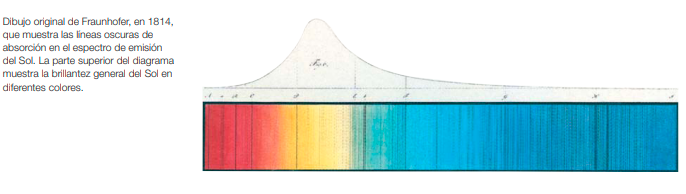 Dibujo original de Fraunhofer, en 1814,
que muestra las líneas oscuras de
absorción en el espectro de emisión
del Sol. La parte superior del diagrama
muestra la brillantez general del Sol en
diferentes colores.